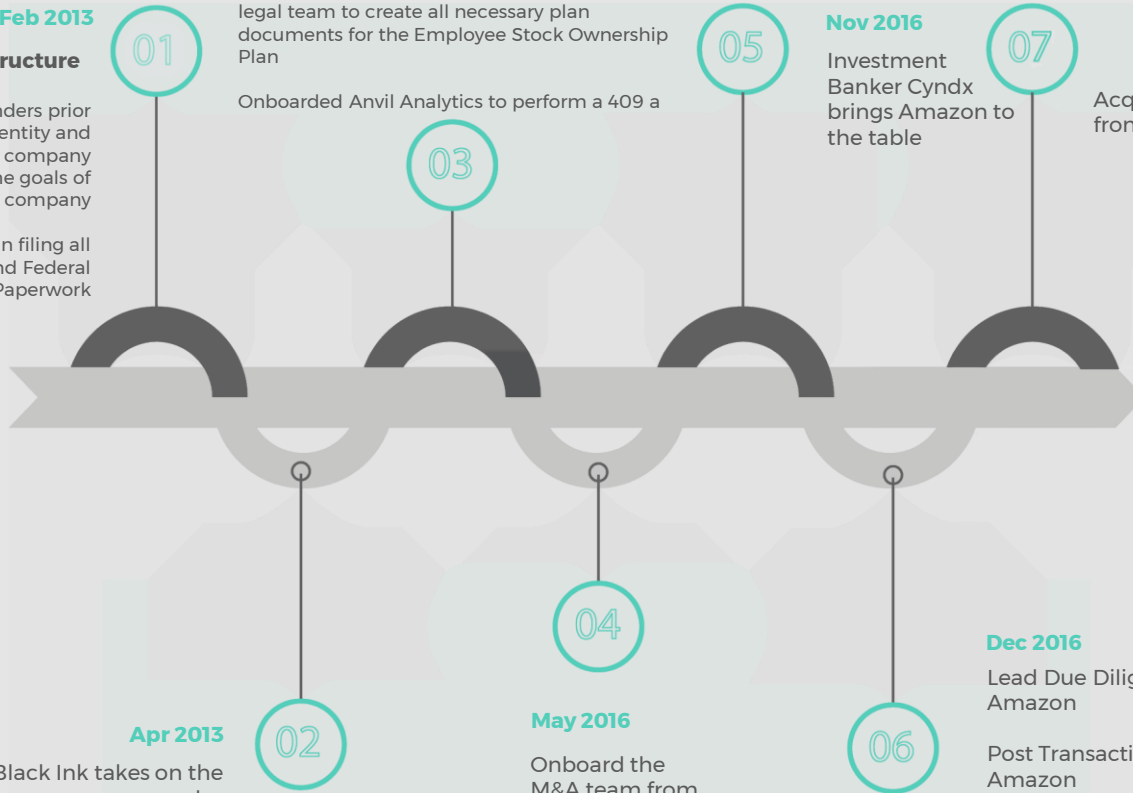 Feb 2013
ructure
nders prior
entity and
company
ne goals of
company
n filing all
nd Federal
Paperwork
01
legal team to create all necessary plan
documents for the Employee Stock Ownership
Plan
Onboarded Anvil Analytics to perform a 409 a
03
05
Nov 2016
Investment
Banker Cyndx
brings Amazon to
the table
07
Acq
fron
Apr 2013
Black Ink takes on the
02
04
May 2016
Onboard the
M&A team from
06
Dec 2016
Lead Due Dilig
Amazon
Post Transacti
Amazon